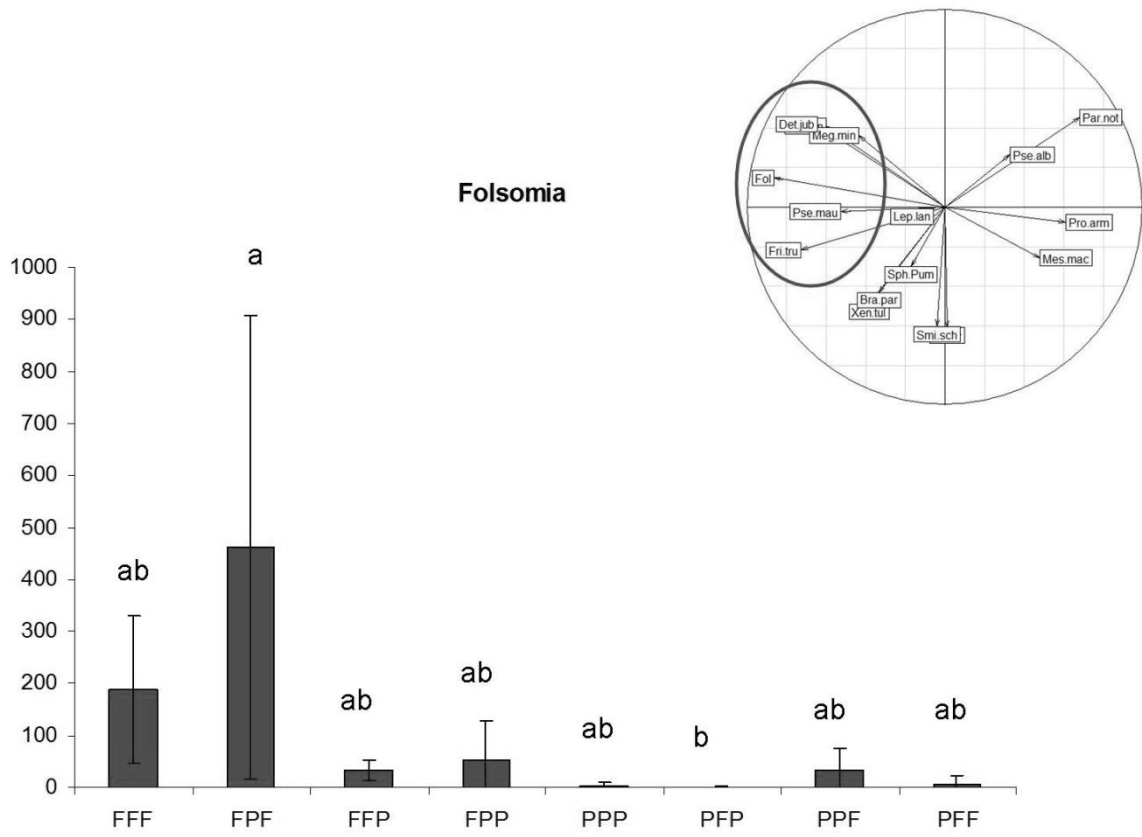 Folsomia
Det.jub
Meg.min
Par.not
Pse.alb
Fol
Pse.mau
Lep.lan
Pro.arm
Fri.tru
Mes.mac
Sph.Pum
Bra.par
Xen.tul
Smi.sch
1000
900
800
700
600
500
400
300
200
100
0
ab
a
ab
ab
ab
b
ab
ab
FFF FPF FFP FPP PPP PFP PPF PFF